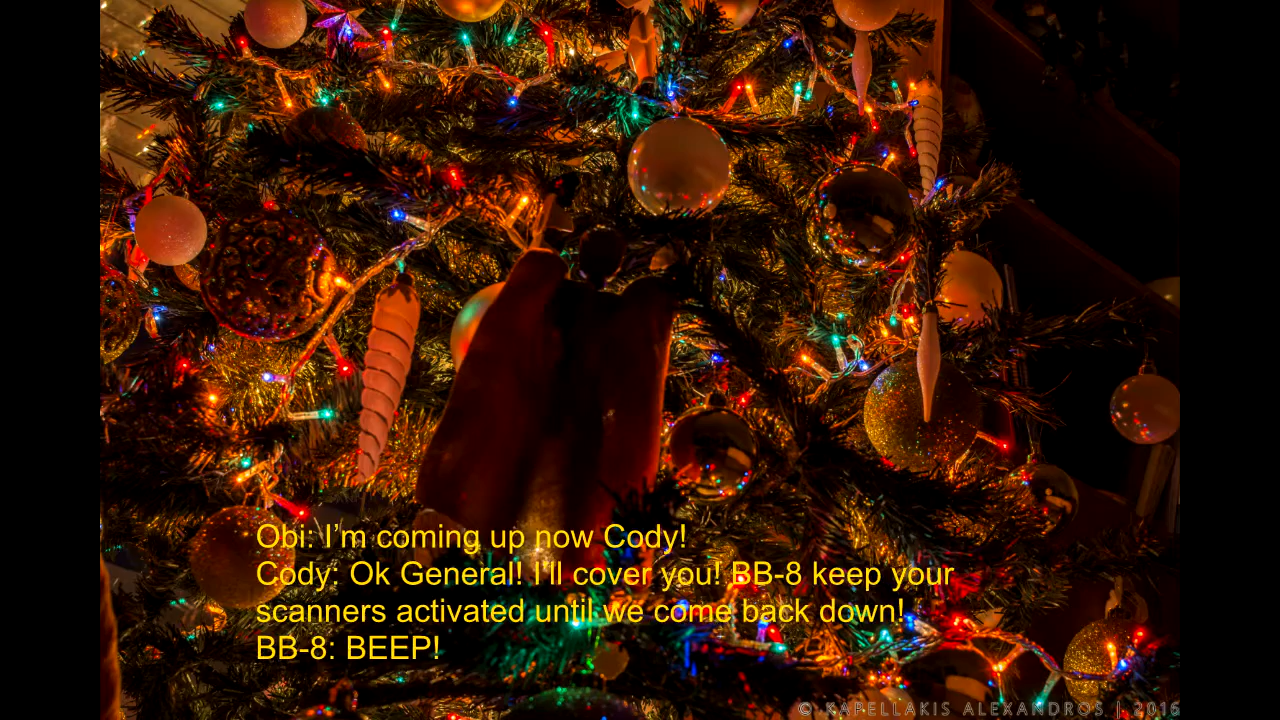 Obi: I’m coming up now Cody!
Cody: Ok General! I’ll cover you! BB-8 keep your
scanners activated until we come back down!
BB-8: BEEP!
© KAPELLAKIS ALEXANDROS | 2016